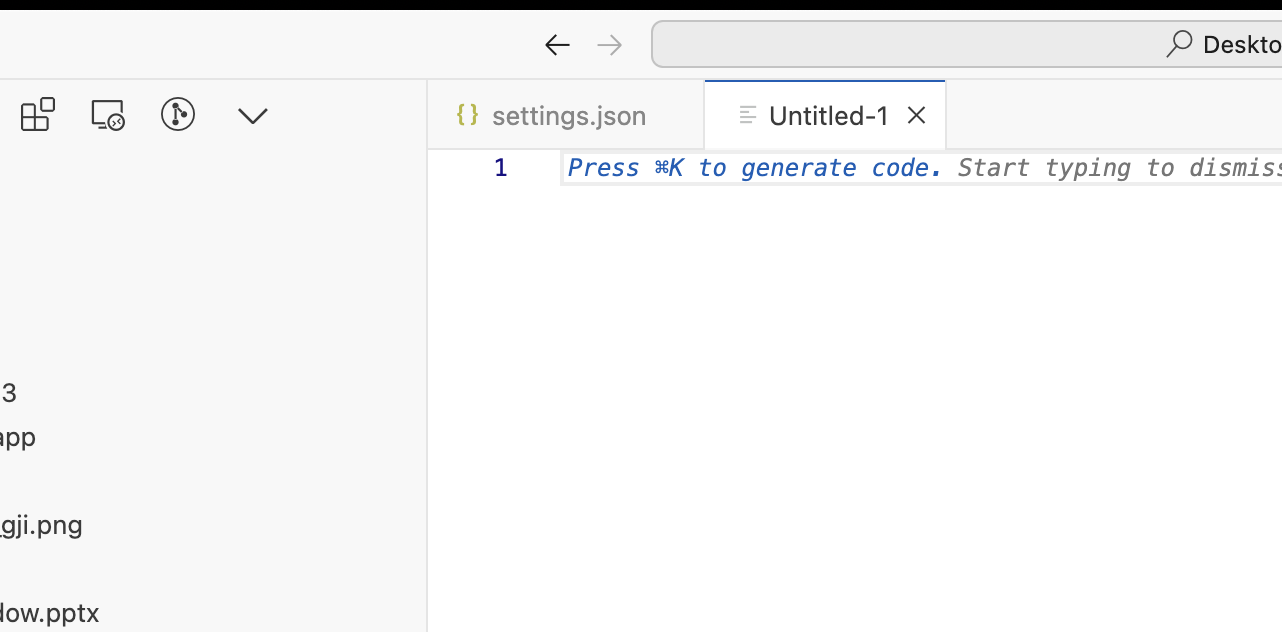 Deskto
settings.json
Untitled-1
1 Press ⌘K to generate code. Start typing to dismiss
3
app
_gji.png
dow.pptx